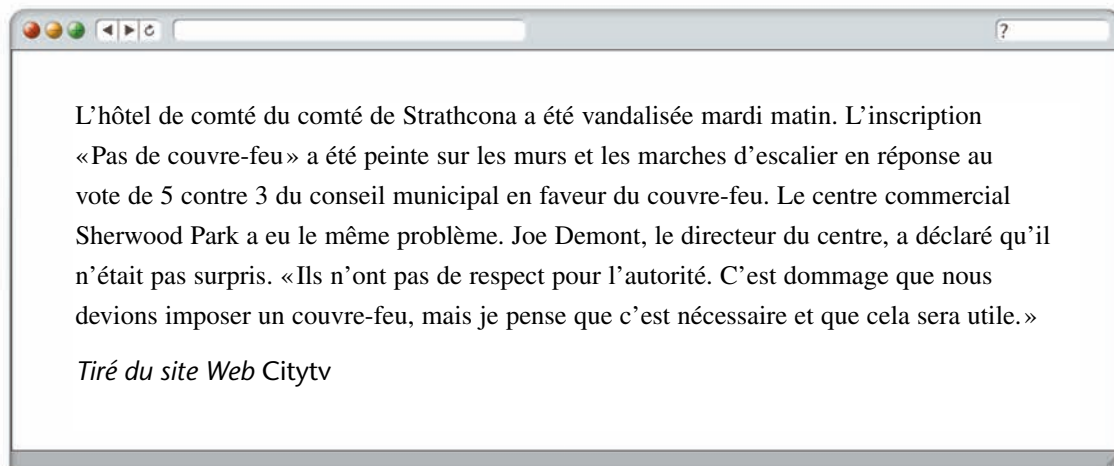 ?
L’hôtel de comté du comté de Strathcona a été vandalisée mardi matin. L’inscription
«Pas de couvre-feu» a été peinte sur les murs et les marches d’escalier en réponse au
vote de 5 contre 3 du conseil municipal en faveur du couvre-feu. Le centre commercial
Sherwood Park a eu le même problème. Joe Demont, le directeur du centre, a déclaré qu’il
n’était pas surpris. «Ils n’ont pas de respect pour l’autorité. C’est dommage que nous
devions imposer un couvre-feu, mais je pense que c’est nécessaire et que cela sera utile.»
Tiré du site Web Citytv